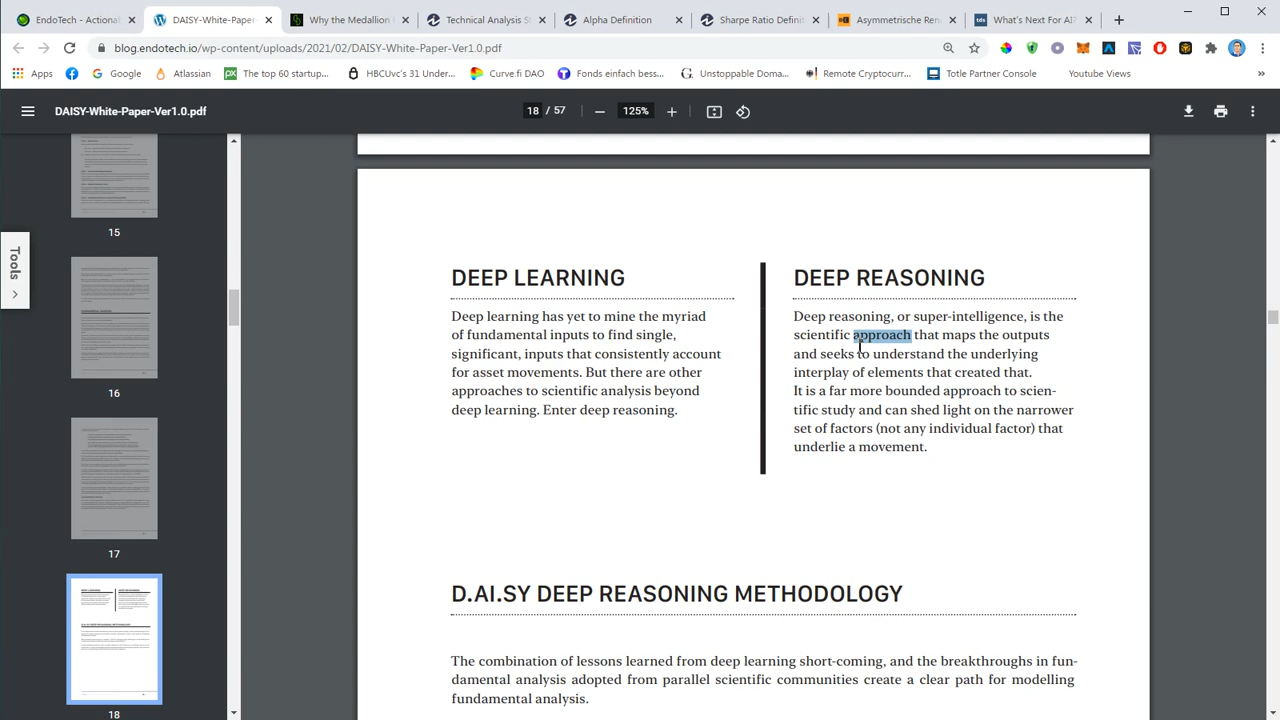 EndoTech - Actionab
DAISY-White-Paper-
Why the Medallion F
Technical Analysis St
Alpha Definition
Sharpe Ratio Definit
Asymmetrische Ren
What's Next For AI?
blog.endotech.io/wp-content/uploads/2021/02/DAISY-White-Paper-Ver1.0.pdf
Apps
Google
Atlassian
The top 60 startup...
HBCUvc's 31 Under...
Curve.fi DAO
Fonds einfach bess...
Unstoppable Doma...
Remote Cryptocurr...
Totle Partner Console
Youtube Views
DAISY-White-Paper-Ver1.0.pdf
18 / 57
125%
Tools
15
16
17
18
DEEP LEARNING
Deep learning has yet to mine the myriad
of fundamental inputs to find single,
significant, inputs that consistently account
for asset movements. But there are other
approaches to scientific analysis beyond
deep learning. Enter deep reasoning.
DEEP REASONING
Deep reasoning, or super-intelligence, is the
scientific approach that maps the outputs
and seeks to understand the underlying
interplay of elements that created that.
It is a far more bounded approach to scien-
tific study and can shed light on the narrower
set of factors (not any individual factor) that
underlie a movement.
D.AI.SY DEEP REASONING METHODOLOGY
The combination of lessons learned from deep learning short-coming, and the breakthroughs in fun-
damental analysis adopted from parallel scientific communities create a clear path for modelling
fundamental analysis.